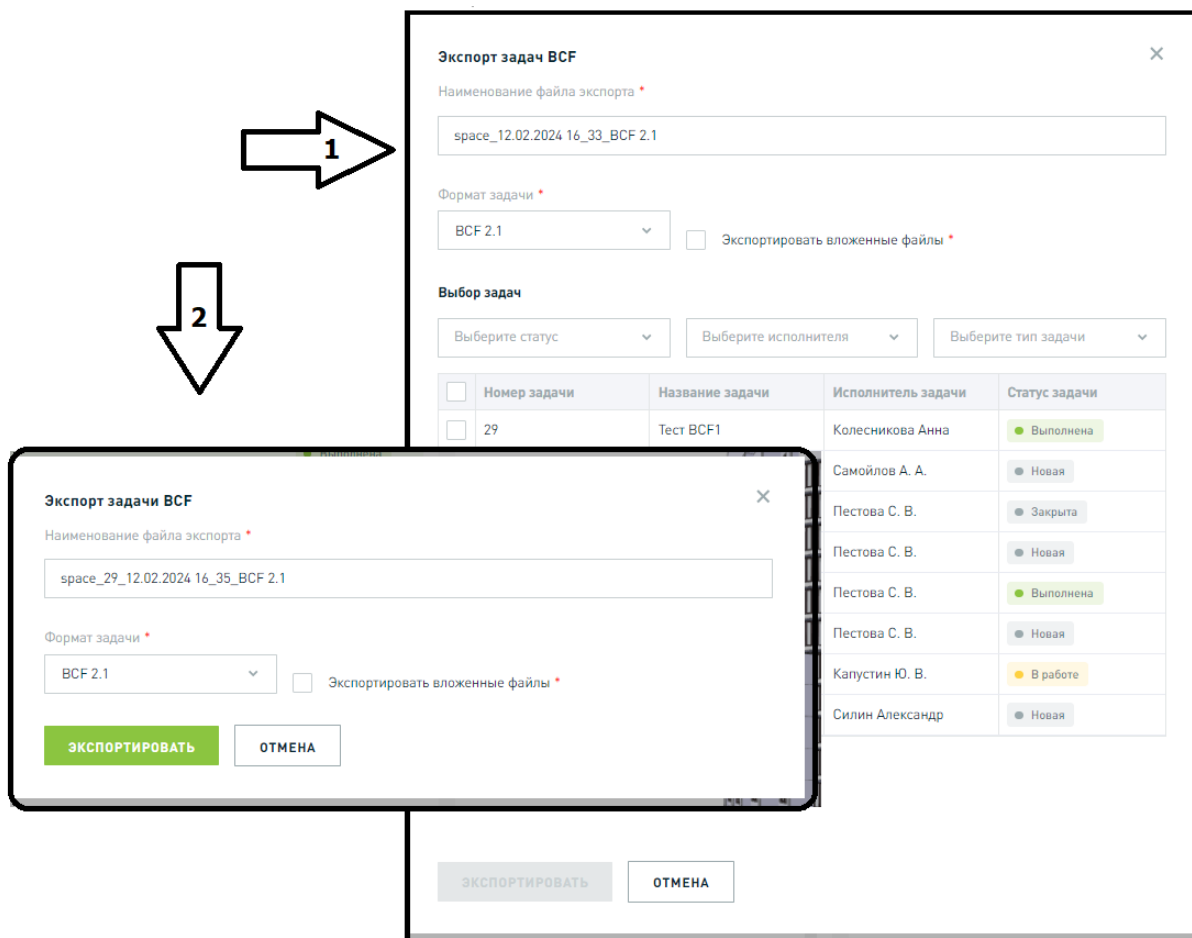 Экспорт задач BCF
Наименование файла экспорта *
1
space_12.02.2024 16_33_BCF 2.1
Формат задачи *
BCF 2.1
Экспортировать вложенные файлы *
2
Выбор задач
Выберите статус Выберите исполнителя Выберите тип задачи
Номер задачи Название задачи Исполнитель задачи Статус задачи
29 Тест BCF1 Колесникова Анна Выполнена
Самойлов А. А. Новая
Пестова С. В. Закрыта
Пестова С. В. Новая
Пестова С. В. Выполнена
Пестова С. В. Новая
Капустин Ю. В. В работе
Силин Александр Новая
ЭКСПОРТИРОВАТЬ ОТМЕНА
Выполнена
Экспорт задачи BCF
Наименование файла экспорта *
space_29_12.02.2024 16_35_BCF 2.1
Формат задачи *
BCF 2.1
Экспортировать вложенные файлы *
ЭКСПОРТИРОВАТЬ ОТМЕНА